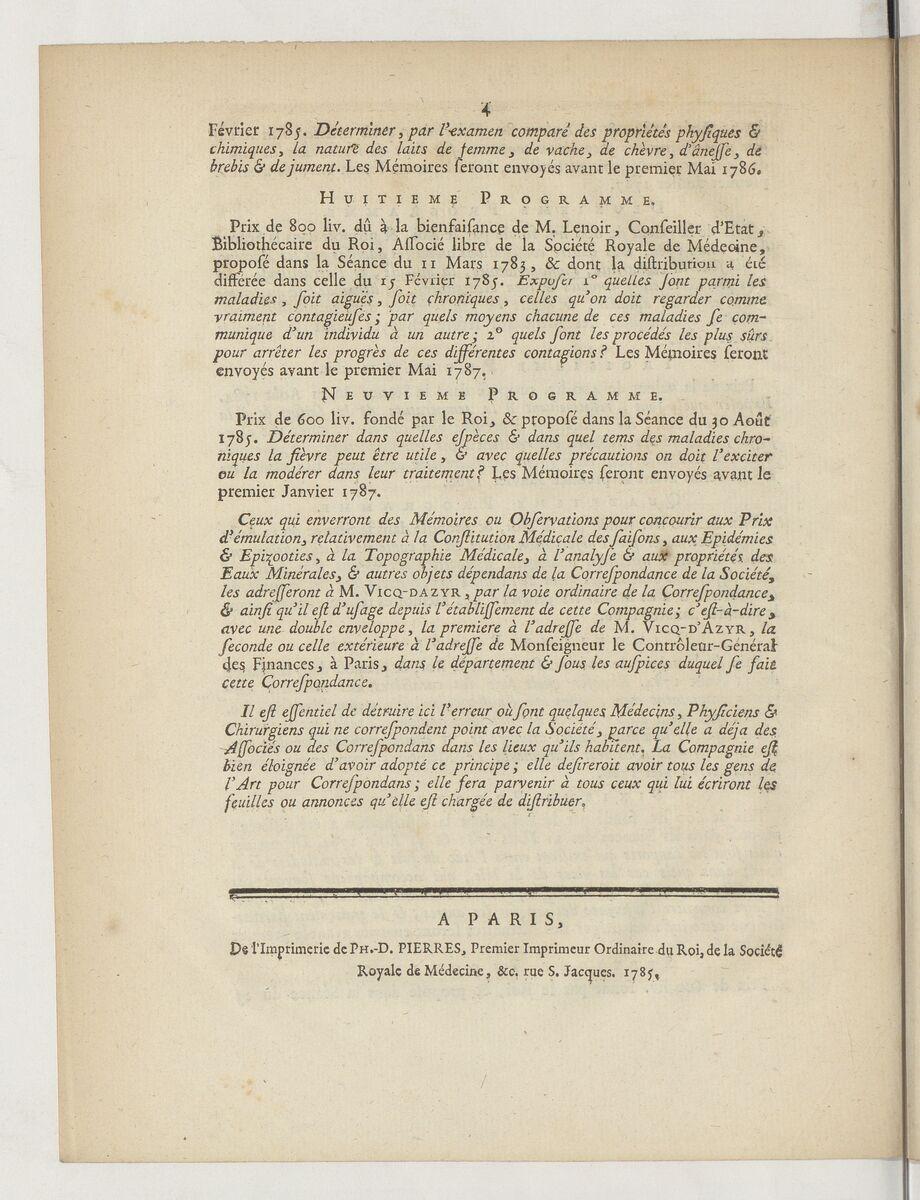 4
Février 1785. Déterminer, par l'examen comparé des propriétés phyſiques &
chimiques, la nature des laits de femme, de vache, de chèvre, d'âneſſe, de
brebis & de jument. Les Mémoires ſeront envoyés avant le premier Mai 1786.
HUITIEME PROGRAMME.
Prix de 800 liv. dû à la bienfaiſance de M. Lenoir, Conſeiller d'Etat,
Bibliothécaire du Roi, Aſſocié libre de la Société Royale de Médecine,
propoſé dans la Séance du 11 Mars 1783, & dont la diſtribution a été
différée dans celle du 15 Février 1785. Expoſer 1° quelles ſont parmi les
maladies, ſoit aiguës, ſoit chroniques, celles qu'on doit regarder comme
vraiment contagieuſes; par quels moyens chacune de ces maladies ſe com-
munique d'un individu à un autre; 2° quels ſont les procédés les plus sûrs
pour arrêter les progrès de ces différentes contagions? Les Mémoires ſeront
envoyés avant le premier Mai 1787.
NEUVIEME PROGRAMME.
Prix de 600 liv. fondé par le Roi, & propoſé dans la Séance du 30 Août
1785. Déterminer dans quelles eſpèces & dans quel tems des maladies chro-
niques la fièvre peut être utile, & avec quelles précautions on doit l'exciter
ou la modérer dans leur traitement? Les Mémoires ſeront envoyés avant le
premier Janvier 1787.
Ceux qui enverront des Mémoires ou Obſervations pour concourir aux Prix
d'émulation, relativement à la Conſtitution Médicale des ſaiſons, aux Epidémies
& Epizooties, à la Topographie Médicale, à l'analyſe & aux propriétés des
Eaux Minérales, & autres objets dépendans de la Correſpondance de la Société,
les adreſſeront à M. VICQ-DAZYR, par la voie ordinaire de la Correſpondance,
& ainſi qu'il eſt d'uſage depuis l'établiſſement de cette Compagnie; c'eſt-à-dire,
avec une double enveloppe, la premiere à l'adreſſe de M. VICQ-D'AZYR, la
ſeconde ou celle extérieure à l'adreſſe de Monſeigneur le Contrôleur-Général
des Finances, à Paris, dans le département & ſous les auſpices duquel ſe fait
cette Correſpondance.
Il eſt eſſentiel de détruire ici l'erreur où ſont quelques Médecins, Phyſiciens &
Chirurgiens qui ne correſpondent point avec la Société, parce qu'elle a déja des
Aſſociés ou des Correſpondans dans les lieux qu'ils habitent. La Compagnie eſt
bien éloignée d'avoir adopté ce principe; elle deſireroit avoir tous les gens de
l'Art pour Correſpondans; elle fera parvenir à tous ceux qui lui écriront les
feuilles ou annonces qu'elle eſt chargée de diſtribuer.
A PARIS,
De l'Imprimerie de PH.-D. PIERRES, Premier Imprimeur Ordinaire du Roi, de la Société
Royale de Médecine, &c. rue S. Jacques. 1785.